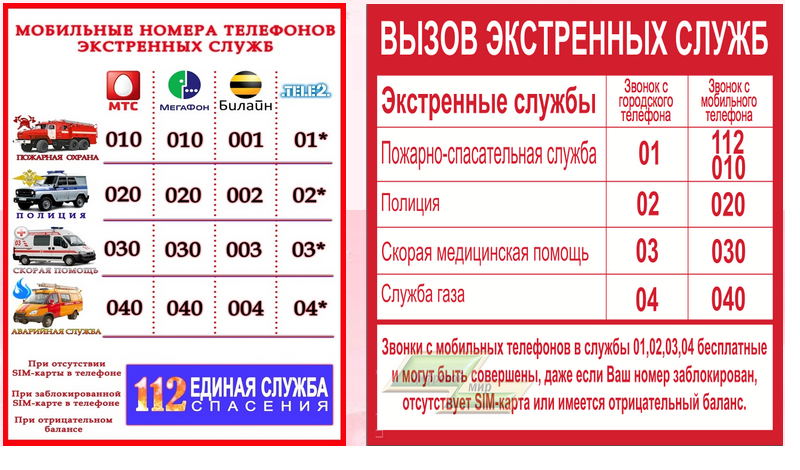 МОБИЛЬНЫЕ НОМЕРА ТЕЛЕФОНОВ
ЭКСТРЕННЫХ СЛУЖБ
МТС МЕГАФОН Билайн TELE2
ПОЖАРНАЯ ОХРАНА 010 010 001 01*
ПОЛИЦИЯ 020 020 002 02*
03
СКОРАЯ ПОМОЩЬ 030 030 003 03*
АВАРИЙНАЯ СЛУЖБА 040 040 004 04*
При отсутствии
SIM-карты в телефоне
При заблокированной
SIM-карте в телефоне
При отрицательном
балансе
112 ЕДИНАЯ СЛУЖБА
СПАСЕНИЯ
ВЫЗОВ ЭКСТРЕННЫХ СЛУЖБ
Экстренные службы
Звонок с
городского
телефона
Звонок с
мобильного
телефона
Пожарно-спасательная служба 01 112
010
Полиция 02 020
Скорая медицинская помощь 03 030
Служба газа 04 040
Звонки с мобильных телефонов в службы 01,02,03,04 бесплатные
и могут быть совершены, даже если Ваш номер заблокирован,
отсутствует SIM-карта или имеется отрицательный баланс.
мир